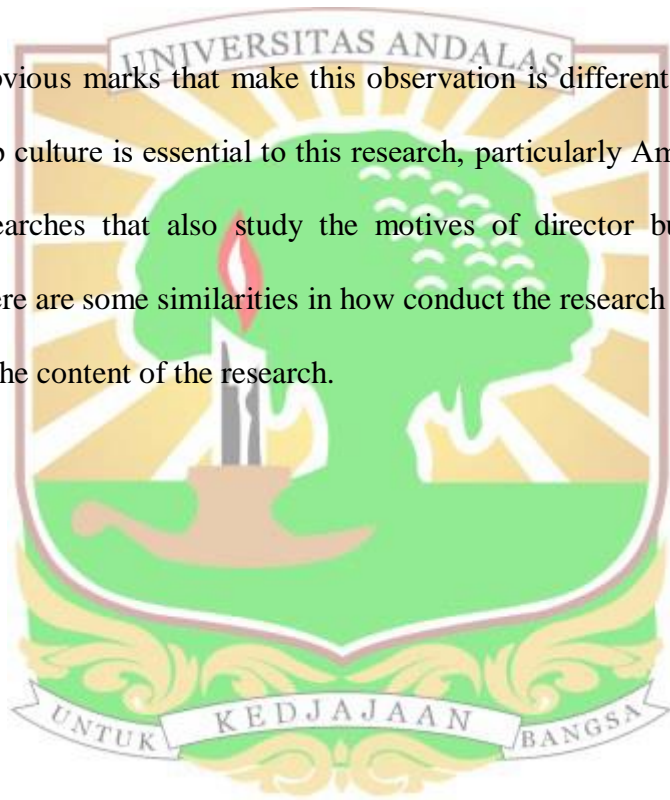 UNIVERSITAS ANDALAS
bvious marks that make this observation is different
p culture is essential to this research, particularly Am
earches that also study the motives of director bu
ere are some similarities in how conduct the research
he content of the research.
UNTUK KEDJAJAAN BANGSA